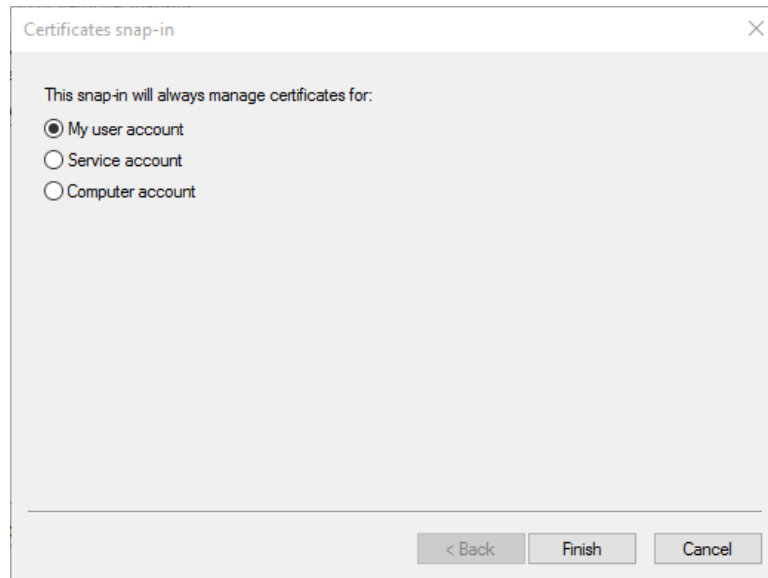 Certificates snap-in
This snap-in will always manage certificates for:
My user account
Service account
Computer account
< Back
Finish
Cancel